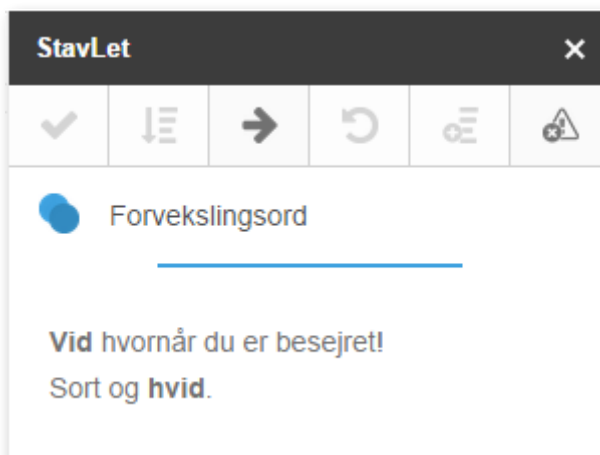 StavLet
Forvekslingsord
Vid hvornår du er besejret!
Sort og hvid.